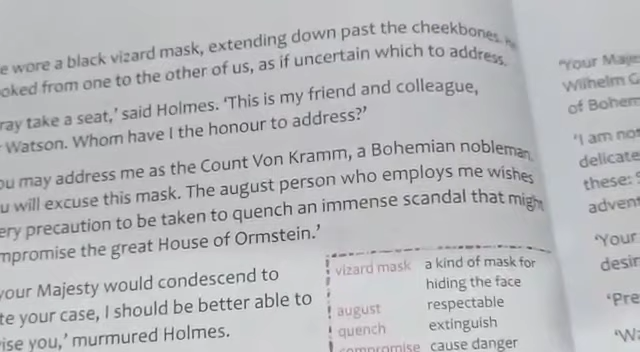 e wore a black vizard mask, extending down past the cheekbones.
oked from one to the other of us, as if uncertain which to address.
ray take a seat,' said Holmes. 'This is my friend and colleague,
Watson. Whom have I the honour to address?'
ou may address me as the Count Von Kramm, a Bohemian nobleman.
u will excuse this mask. The august person who employs me wishes
ery precaution to be taken to quench an immense scandal that might
mpromise the great House of Ormstein.'
your Majesty would condescend to
te your case, I should be better able to
ise you,' murmured Holmes.
vizard mask a kind of mask for
hiding the face
august respectable
quench extinguish
compromise cause danger
'Your Maje
Wilhelm G
of Bohem
'I am not
delicate
these:
advent
'Your
desir
'Pre
'Wa